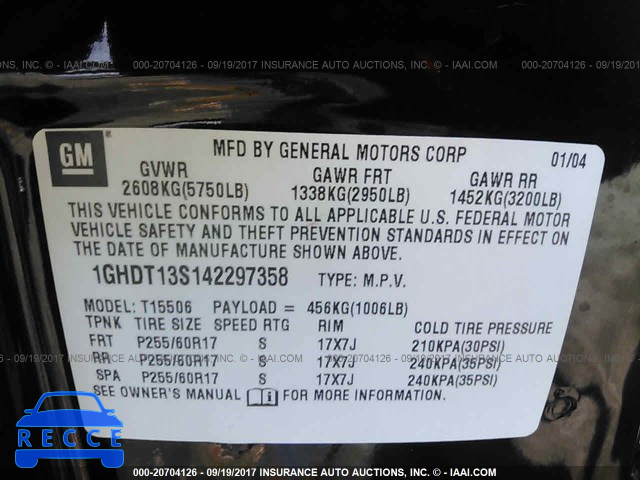 000-20704126 - 09/19/2017 INSURANCE AUTO AUCTIONS, INC. - IAAI.COM
GM
MFD BY GENERAL MOTORS CORP 01/04
GVWR GAWR FRT GAWR RR
2608KG(5750LB) 1338KG(2950LB) 1452KG(3200LB)
THIS VEHICLE CONFORMS TO ALL APPLICABLE U.S. FEDERAL MOTOR
VEHICLE SAFETY AND THEFT PREVENTION STANDARDS IN EFFECT ON
THE DATE OF MANUFACTURE SHOWN ABOVE.
1GHDT13S142297358 TYPE: M.P.V.
MODEL: T15506 PAYLOAD = 456KG(1006LB)
TPNK TIRE SIZE SPEED RTG RIM COLD TIRE PRESSURE
FRT P255/60R17 S 17X7J 210KPA(30PSI)
RR P255/60R17 S 17X7J 240KPA(35PSI)
SPA P255/60R17 S 17X7J 240KPA(35PSI)
SEE OWNER'S MANUAL FOR MORE INFORMATION.
RECCE
000-20704126 - 09/19/2017 INSURANCE AUTO AUCTIONS, INC. - IAAI.COM